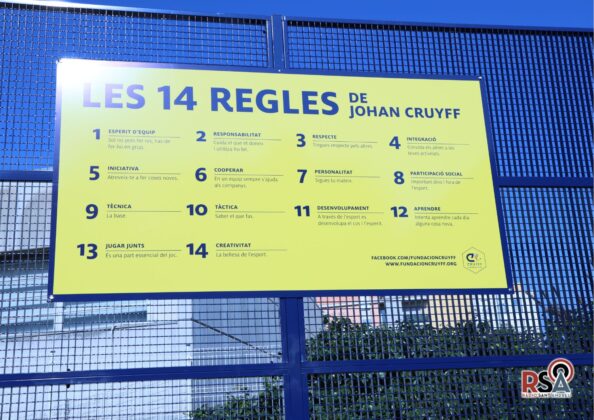 LES 14 REGLES DE
JOHAN CRUYFF
1 ESPERIT D'EQUIP
Sol no pots fer res, has de
fer-ho en grup.
2 RESPONSABILITAT
Cuida el que et donen
i utilitza-ho bé.
3 RESPECTE
Tingues respecte pels altres.
4 INTEGRACIÓ
Convida els altres a les
teves activitats.
5 INICIATIVA
Atreveix-te a fer coses noves.
6 COOPERAR
En un equip sempre s'ajuda
als companys.
7 PERSONALITAT
Sigues tu mateix.
8 PARTICIPACIÓ SOCIAL
Important dins i fora de
l'esport.
9 TÈCNICA
La base.
10 TÀCTICA
Saber el que fas.
11 DESENVOLUPAMENT
A través de l'esport es
desenvolupa el cos i l'esperit.
12 APRENDRE
Intenta aprendre cada dia
alguna cosa nova.
13 JUGAR JUNTS
És una part essencial del joc.
14 CREATIVITAT
La bellesa de l'esport.
FACEBOOK.COM/FUNDACIONCRUYFF
WWW.FUNDACIONCRUYFF.ORG
RSA